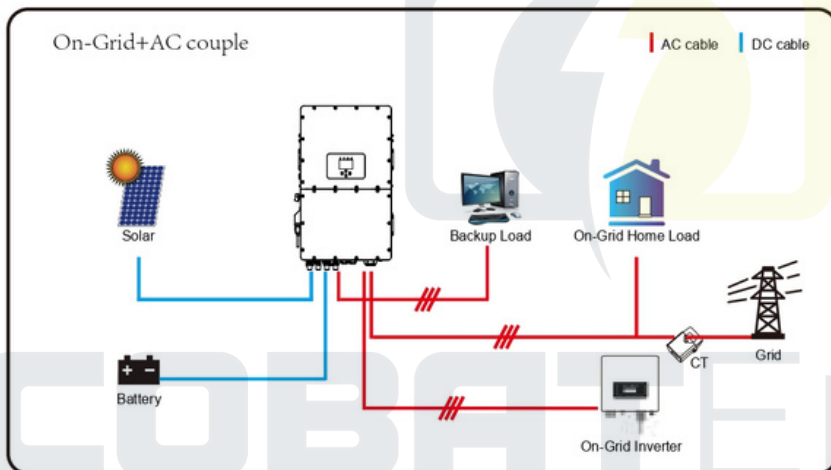 On-Grid+AC couple
AC cable
DC cable
Solar
Backup Load
On-Grid Home Load
CT
Grid
Battery
On-Grid Inverter